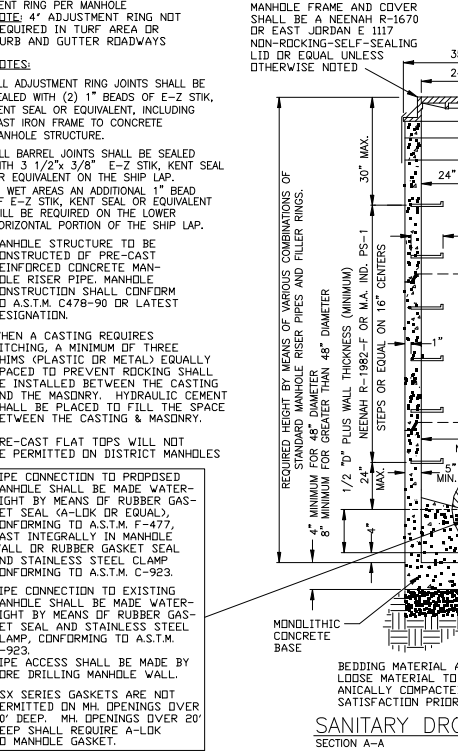 ENT RING PER MANHOLE
NOTE: 4" ADJUSTMENT RING NOT
EQUIRED IN TURF AREA OR
URB AND GUTTER ROADWAYS
NOTES:
LL ADJUSTMENT RING JOINTS SHALL BE
EALED WITH (2) 1" BEADS OF E-Z STIK,
ENT SEAL OR EQUIVALENT, INCLUDING
AST IRON FRAME TO CONCRETE
ANHOLE STRUCTURE.
LL BARREL JOINTS SHALL BE SEALED
ITH 3 1/2"x 3/8" E-Z STIK, KENT SEAL
R EQUIVALENT ON THE SHIP LAP.
WET AREAS AN ADDITIONAL 1" BEAD
F E-Z STIK, KENT SEAL OR EQUIVALENT
ILL BE REQUIRED ON THE LOWER
ORIZONTAL PORTION OF THE SHIP LAP.
ANHOLE STRUCTURE TO BE
ONSTRUCTED OF PRE-CAST
EINFORCED CONCRETE MAN-
OLE RISER PIPE. MANHOLE
ONSTRUCTION SHALL CONFORM
O A.S.T.M. C478-90 OR LATEST
ESIGNATION.
HEN A CASTING REQUIRES
ITCHING, A MINIMUM OF THREE
HIMS (PLASTIC OR METAL) EQUALLY
PACED TO PREVENT ROCKING SHALL
E INSTALLED BETWEEN THE CASTING
ND THE MASONRY. HYDRAULIC CEMENT
HALL BE PLACED TO FILL THE SPACE
ETWEEN THE CASTING & MASONRY.
RE-CAST FLAT TOPS WILL NOT
E PERMITTED ON DISTRICT MANHOLES
IPE CONNECTION TO PROPOSED
ANHOLE SHALL BE MADE WATER-
IGHT BY MEANS OF RUBBER GAS-
ET SEAL (A-LOK OR EQUAL),
ONFORMING TO A.S.T.M. F-477,
AST INTEGRALLY IN MANHOLE
ALL OR RUBBER GASKET SEAL
ND STAINLESS STEEL CLAMP
ONFORMING TO A.S.T.M. C-923.
IPE CONNECTION TO EXISTING
ANHOLE SHALL BE MADE WATER-
IGHT BY MEANS OF RUBBER GAS-
ET SEAL AND STAINLESS STEEL
LAMP, CONFORMING TO A.S.T.M.
-923.
IPE ACCESS SHALL BE MADE BY
ORE DRILLING MANHOLE WALL.
SX SERIES GASKETS ARE NOT
ERMITTED ON MH. OPENINGS OVER
0' DEEP. MH. OPENINGS OVER 20'
EEP SHALL REQUIRE A-LOK
O MANHOLE GASKET.
MANHOLE FRAME AND COVER
SHALL BE A NEENAH R-1670
OR EAST JORDAN E 1117
NON-ROCKING-SELF-SEALING
LID OR EQUAL UNLESS
OTHERWISE NOTED
24"
1"
5"
MIN.
REQUIRED HEIGHT BY MEANS OF VARIOUS COMBINATIONS OF
STANDARD MANHOLE RISER PIPES AND FILLER RINGS.
4" MINIMUM FOR 48" DIAMETER
8" MINIMUM FOR GREATER THAN 48" DIAMETER
1/2 "D" PLUS WALL THICKNESS (MINIMUM)
30" MAX.
NEENAH R-1982-F OR M.A. IND. PS-1
STEPS OR EQUAL ON 16" CENTERS
24"
MAX.
4"
MONOLITHIC
CONCRETE
BASE
BEDDING MATERIAL A
LOOSE MATERIAL TO
ANICALLY COMPACTE
SATISFACTION PRIOR
SANITARY DRO
SECTION A-A